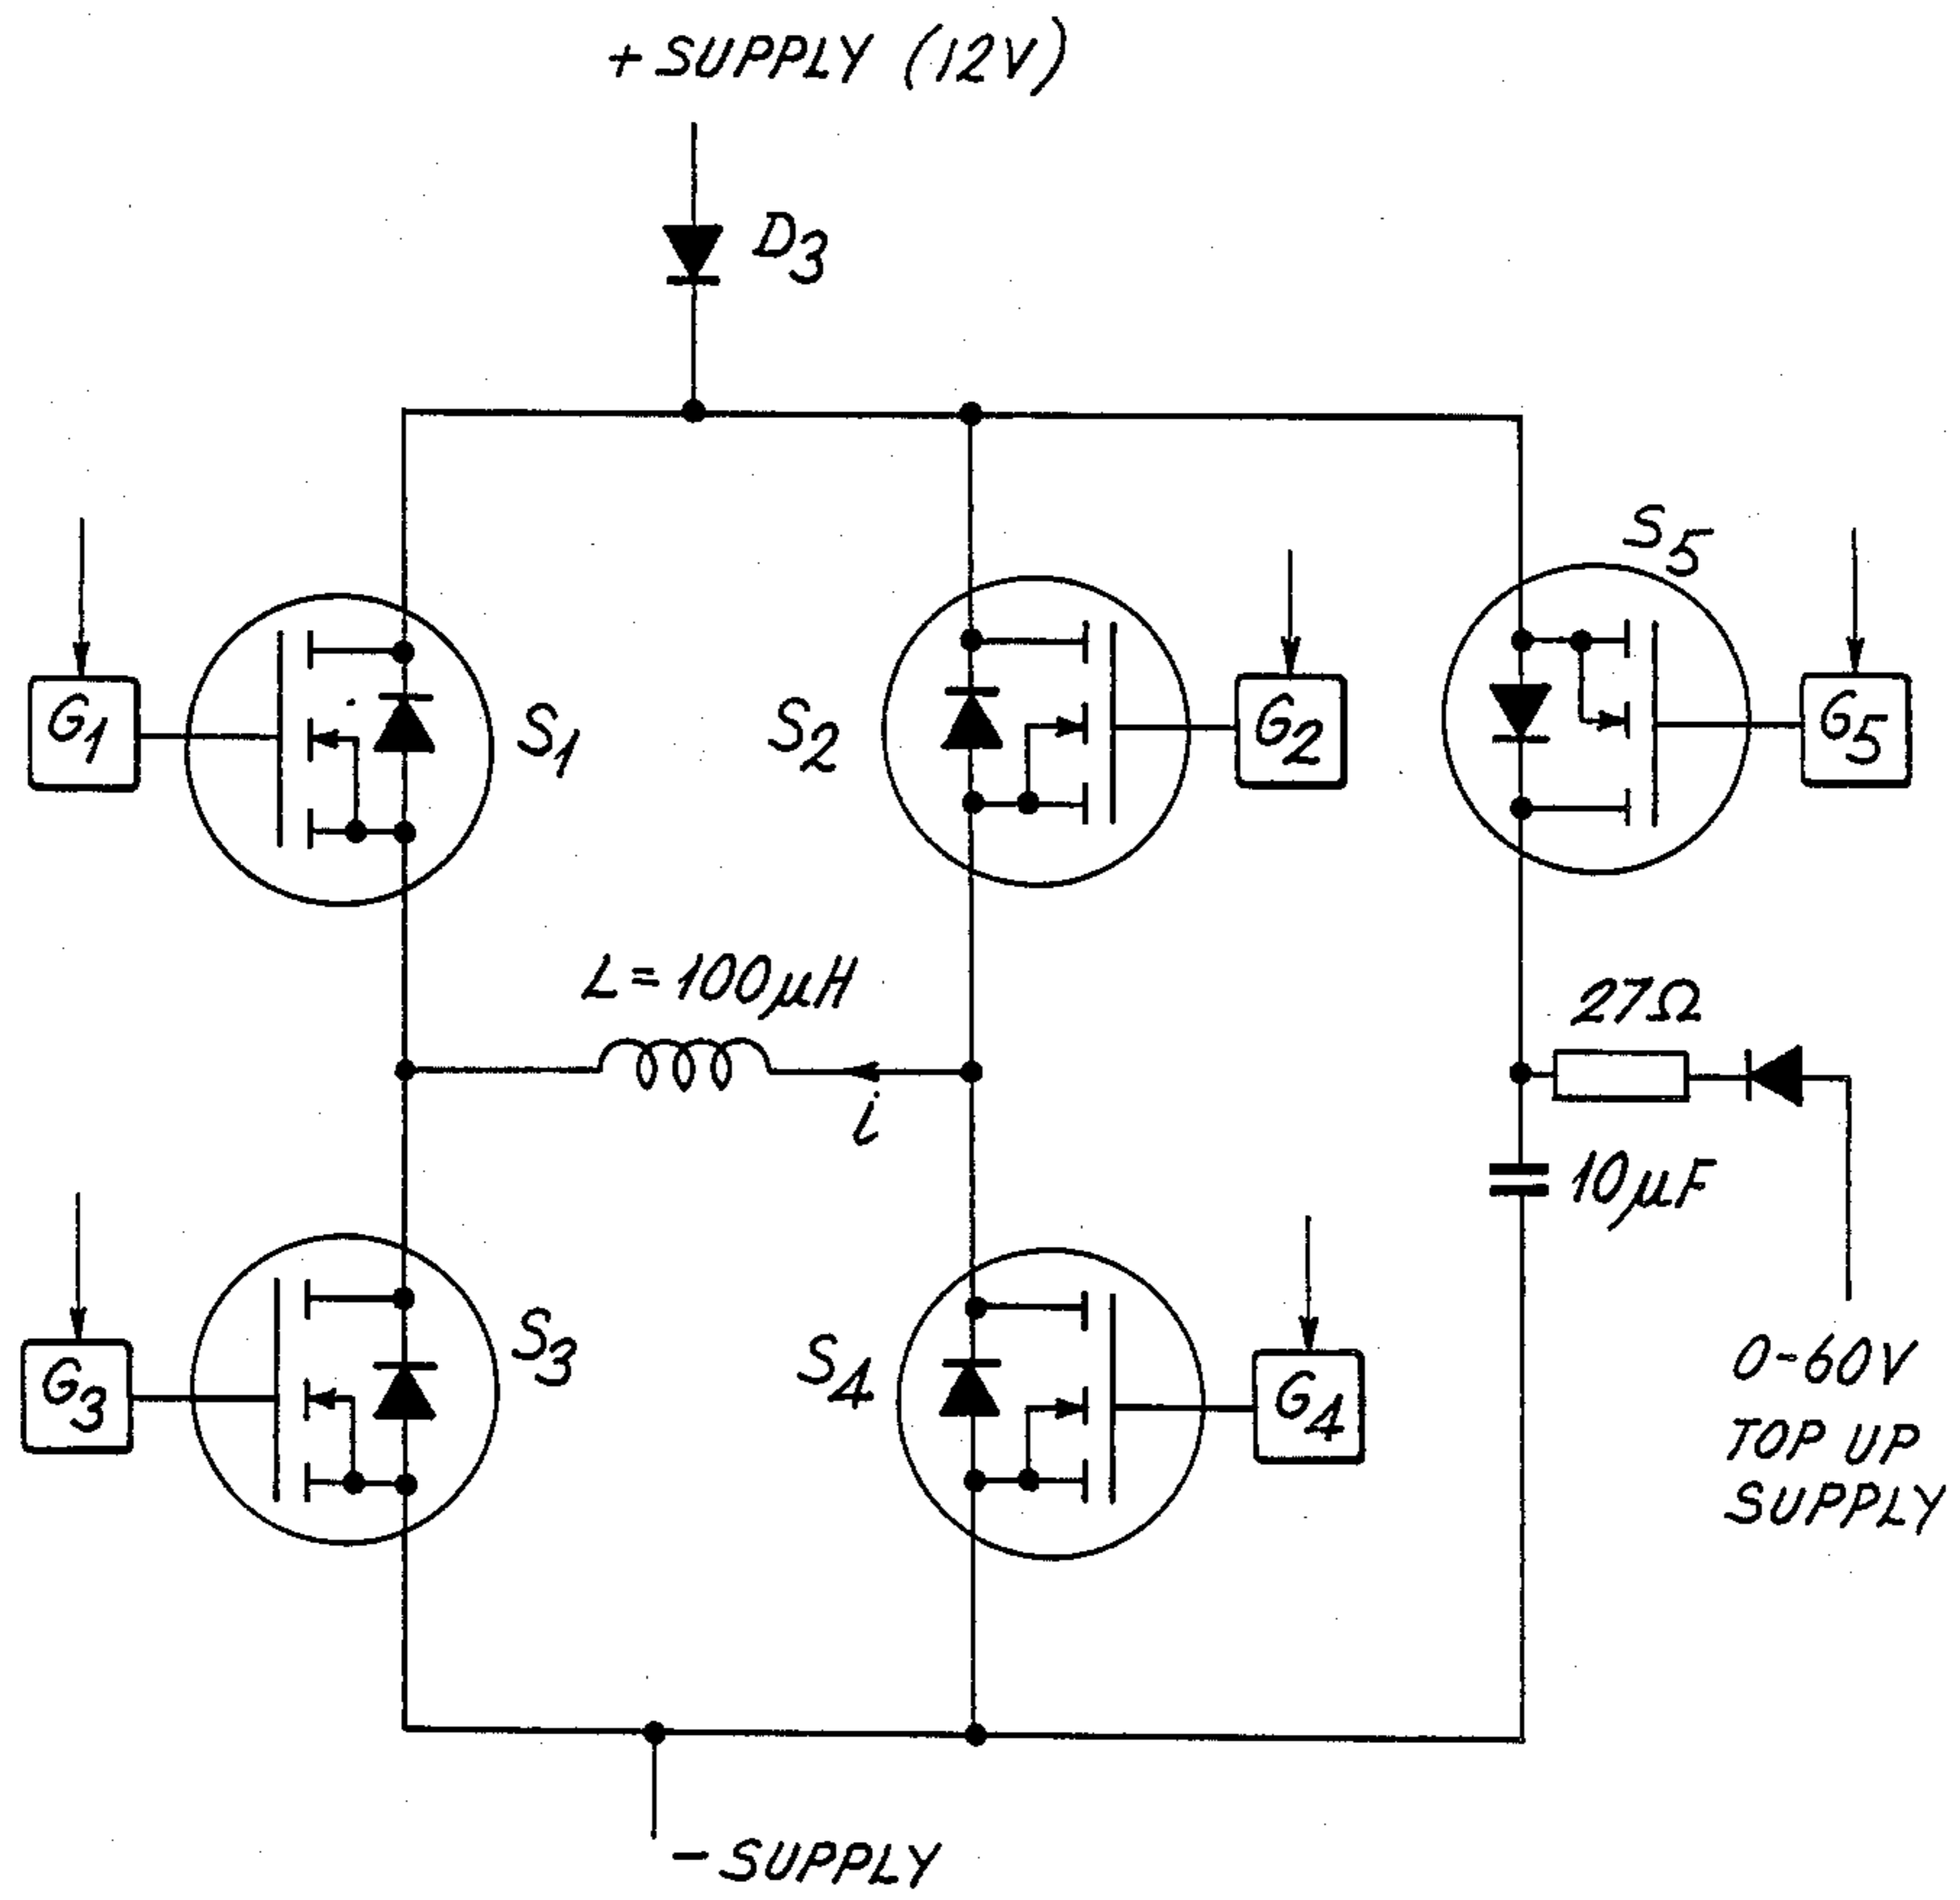 + SUPPLY (12V)
D3
S5
G1
S1
S2
G2
G5
L=100µH
i
27Ω
10µF
G3
S3
S4
G4
0-60V
TOP UP
SUPPLY
- SUPPLY